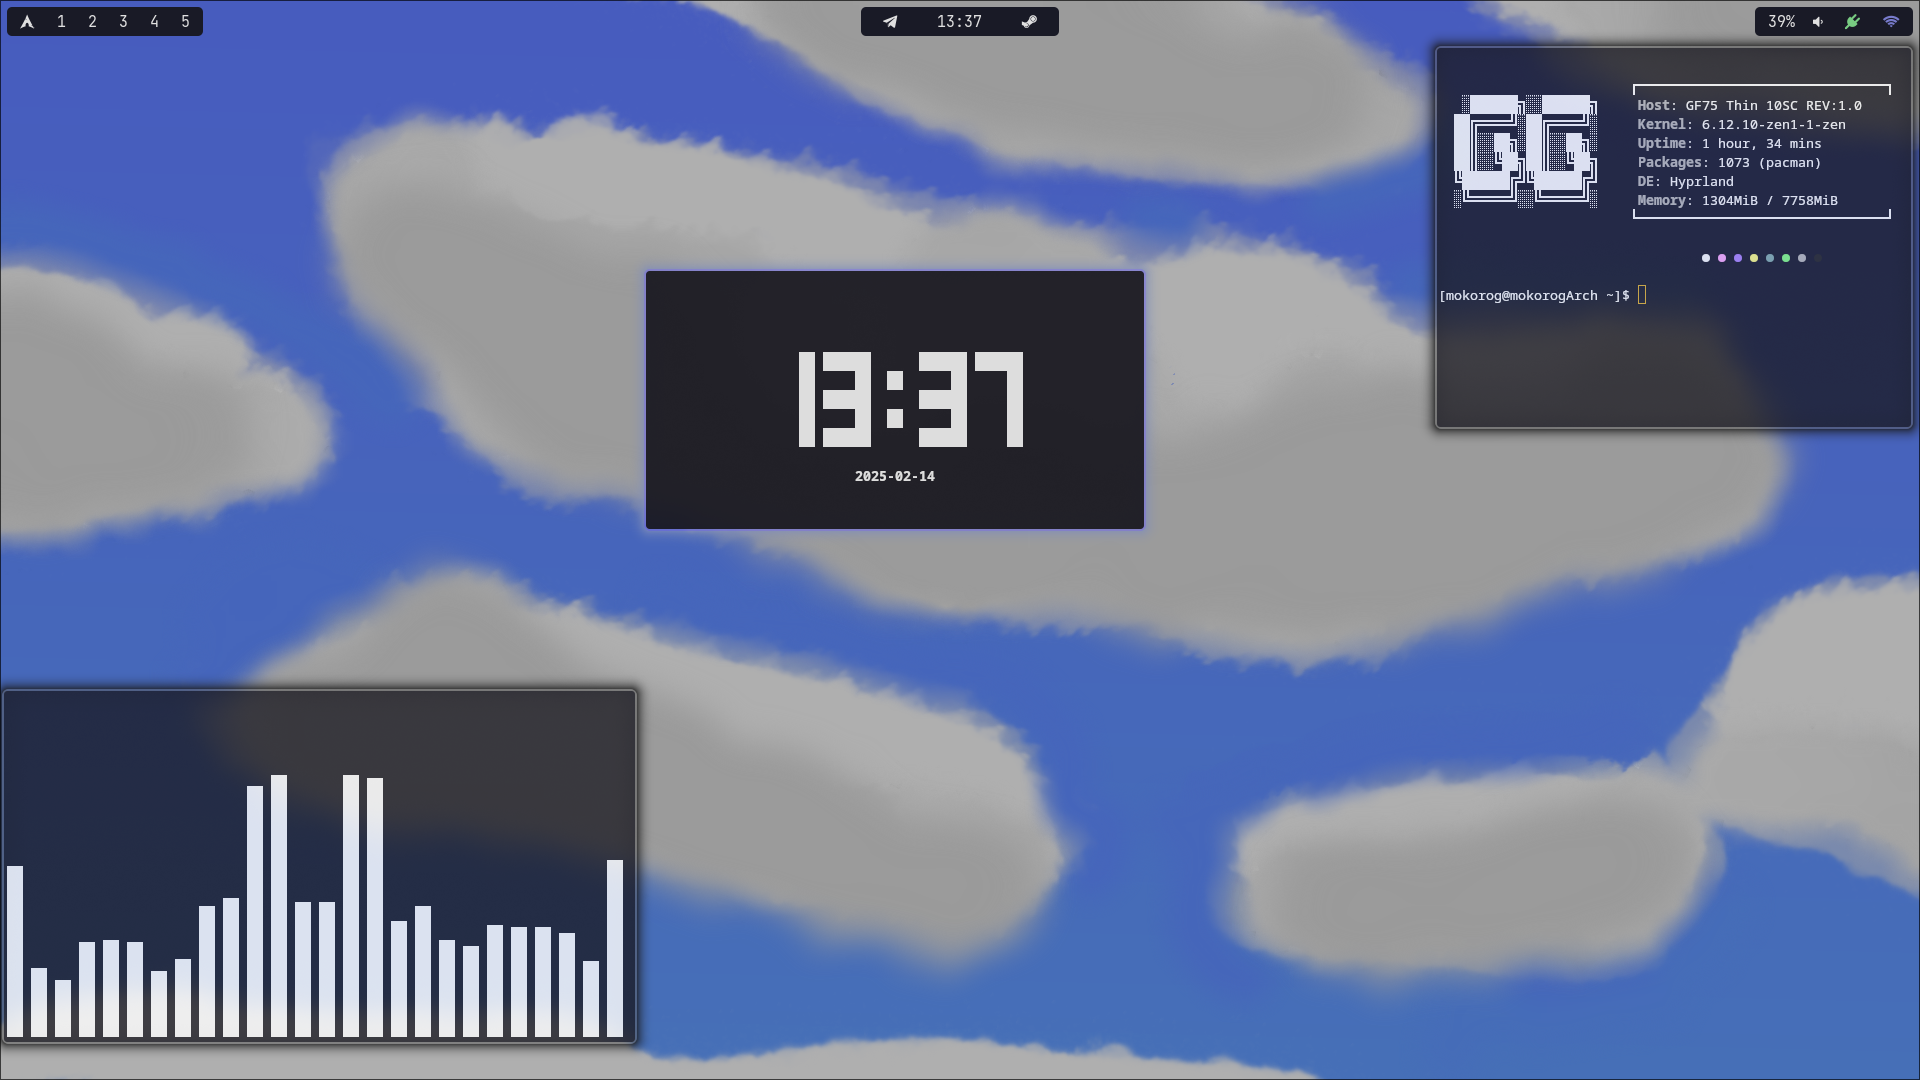 1 2 3 4 5
13:37
39%
GG
Host: GF75 Thin 10SC REV:1.0
Kernel: 6.12.10-zen1-1-zen
Uptime: 1 hour, 34 mins
Packages: 1073 (pacman)
DE: Hyprland
Memory: 1304MiB / 7758MiB
[mokorog@mokorogArch ~]$
13:37
2025-02-14